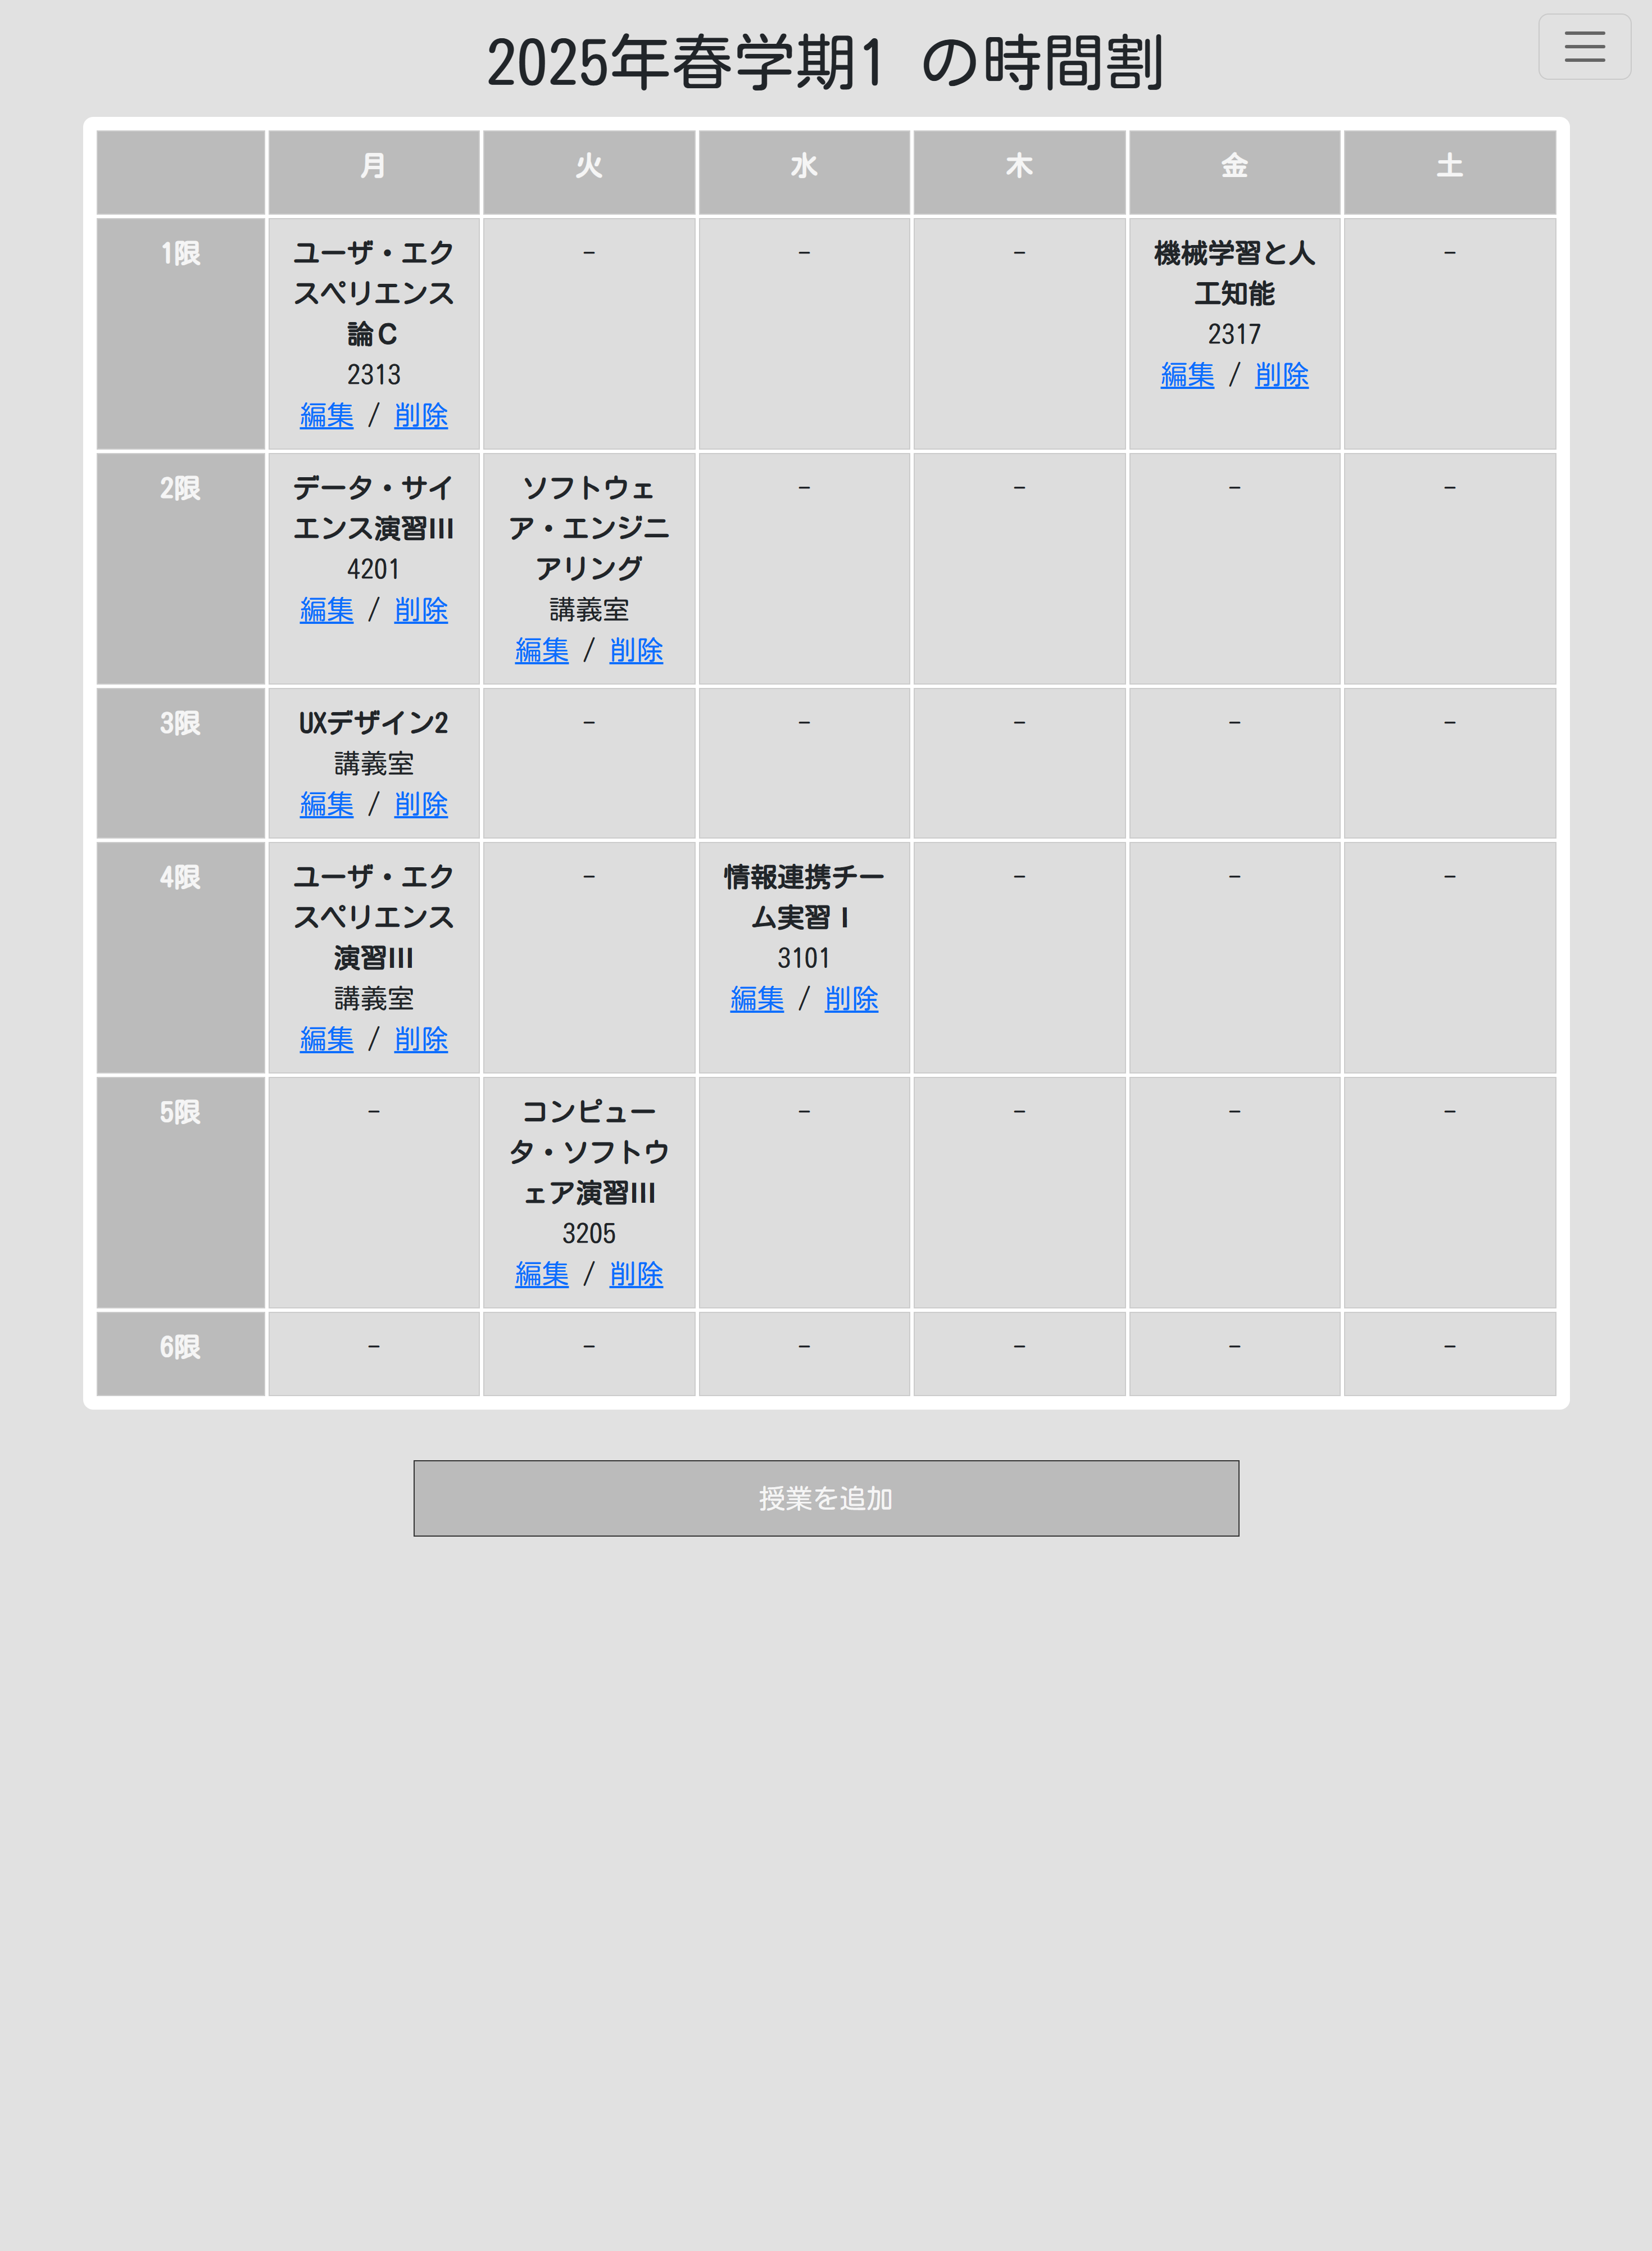 2025年春学期1 の時間割
月 火 水 木 金 土
1限
ユーザ・エク
スペリエンス
論C
2313
編集 / 削除
-
-
-
機械学習と人
工知能
2317
編集 / 削除
-
2限
データ・サイ
エンス演習III
4201
編集 / 削除
ソフトウェ
ア・エンジニ
アリング
講義室
編集 / 削除
-
-
-
-
3限
UXデザイン2
講義室
編集 / 削除
-
-
-
-
-
4限
ユーザ・エク
スペリエンス
演習III
講義室
編集 / 削除
-
情報連携チー
ム実習Ⅰ
3101
編集 / 削除
-
-
-
5限
-
コンピュー
タ・ソフトウ
ェア演習III
3205
編集 / 削除
-
-
-
-
6限
-
-
-
-
-
-
授業を追加